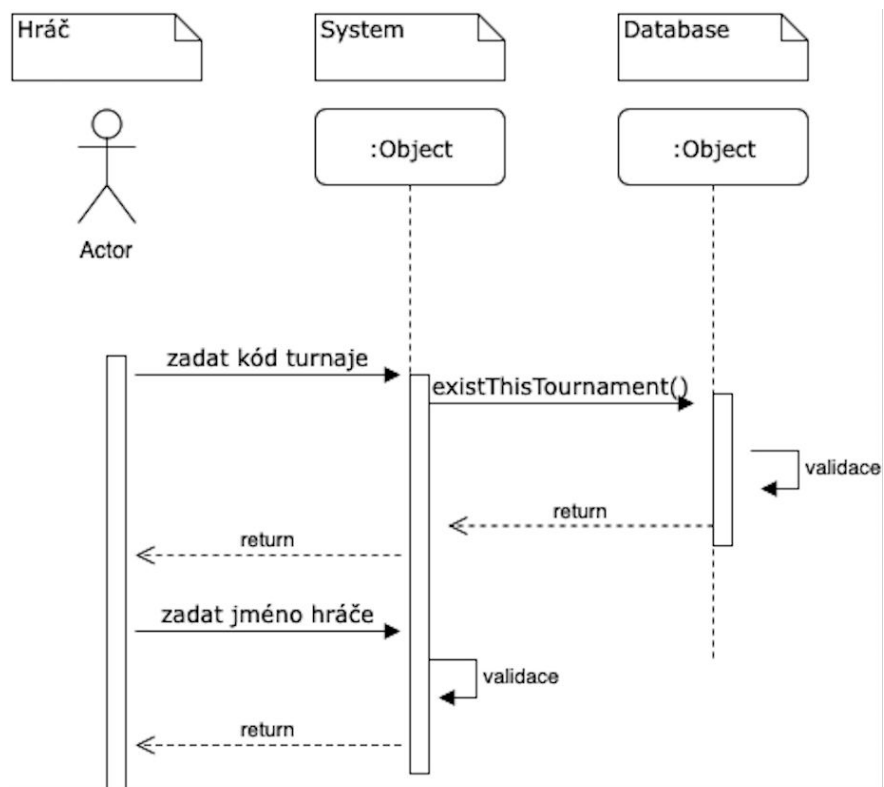 Hráč
System
Database
:Object
:Object
Actor
zadat kód turnaje
existThisTournament()
validace
return
return
zadat jméno hráče
validace
return